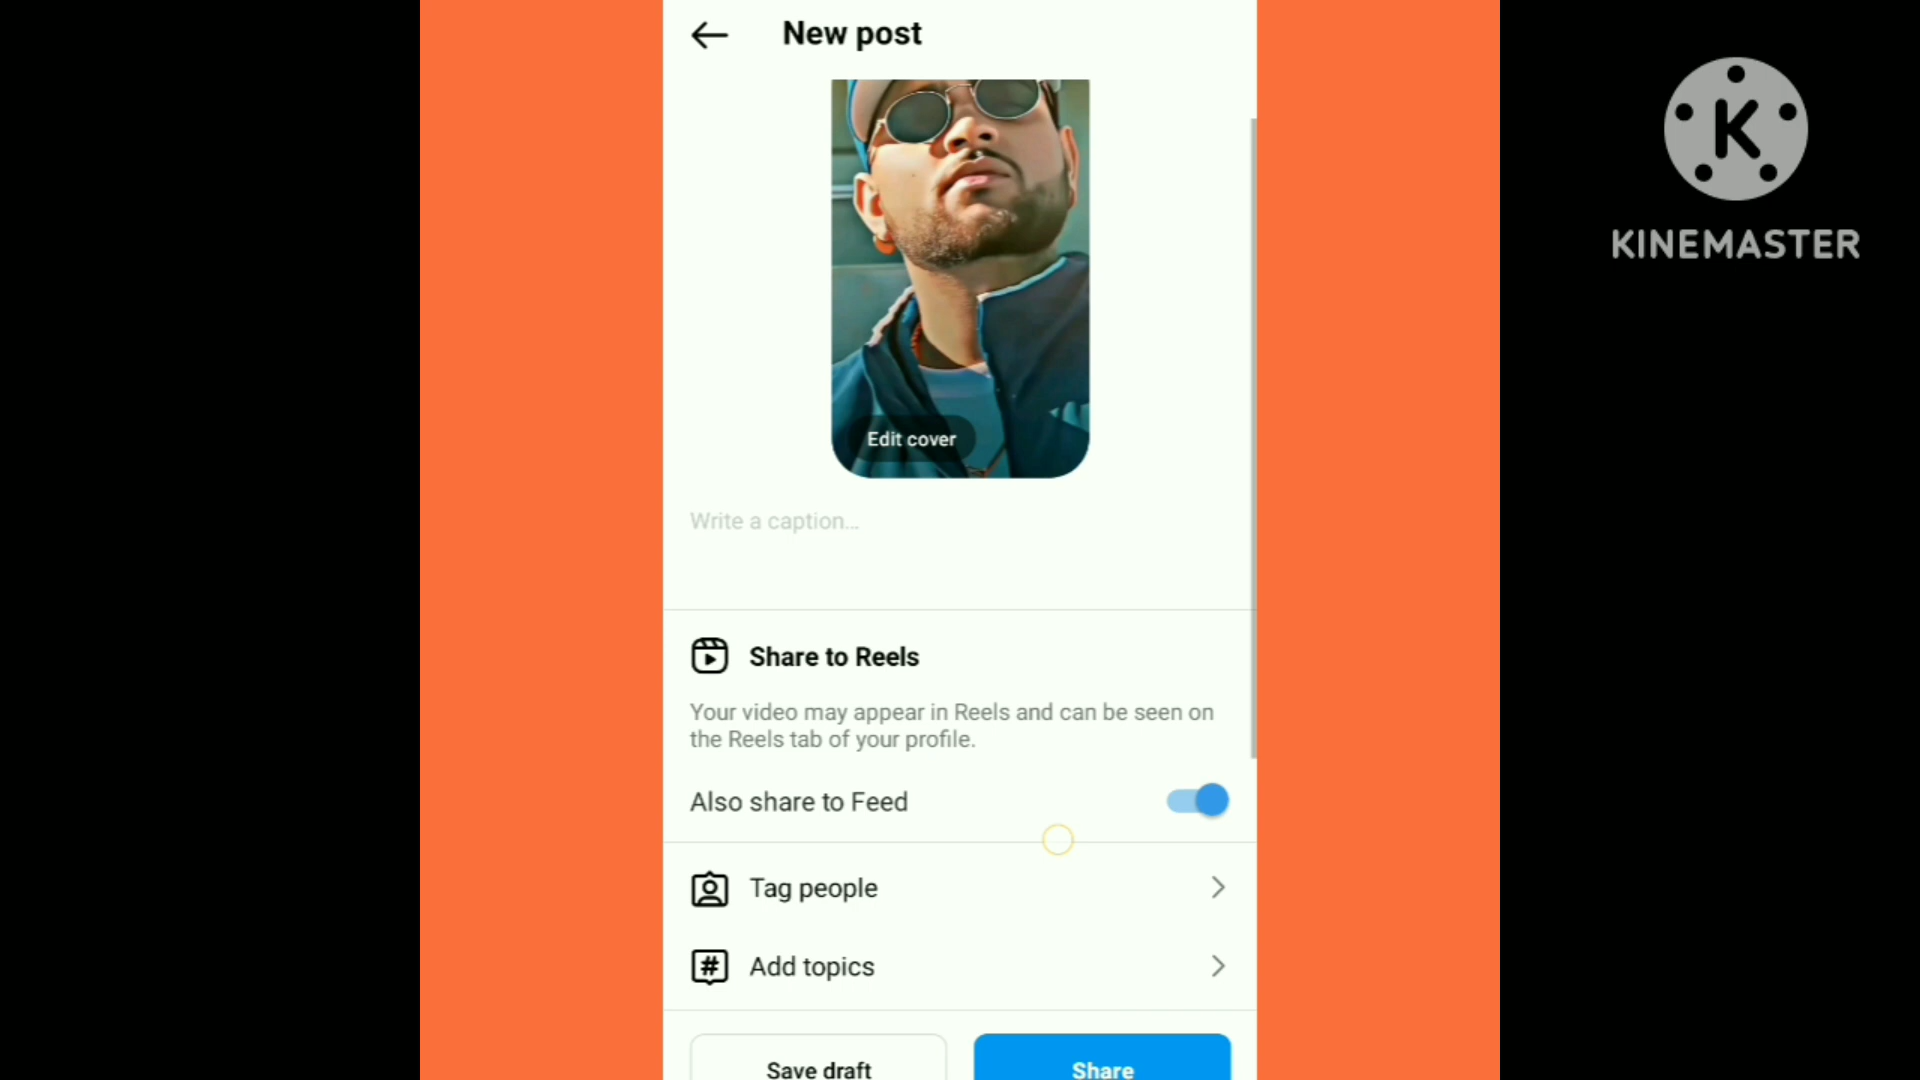 New post
K
KINEMASTER
Edit cover
Write a caption...
Share to Reels
Your video may appear in Reels and can be seen on
the Reels tab of your profile.
Also share to Feed
Tag people
# Add topics
Save draft
Share